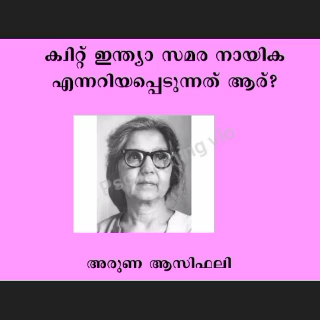 ക്വിറ്റ് ഇന്ത്യാ സമര നായിക
എന്നറിയപ്പെടുന്നത് ആര്?
അരുണ ആസിഫലി